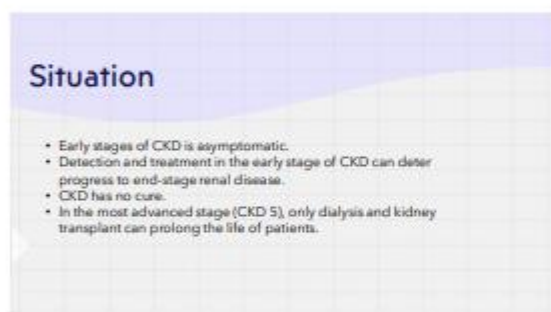 Situation
• Early stages of CKD is asymptomatic.
• Detection and treatment in the early stage of CKD can deter
progress to end-stage renal disease.
• CKD has no cure.
• In the most advanced stage (CKD 5), only dialysis and kidney
transplant can prolong the life of patients.